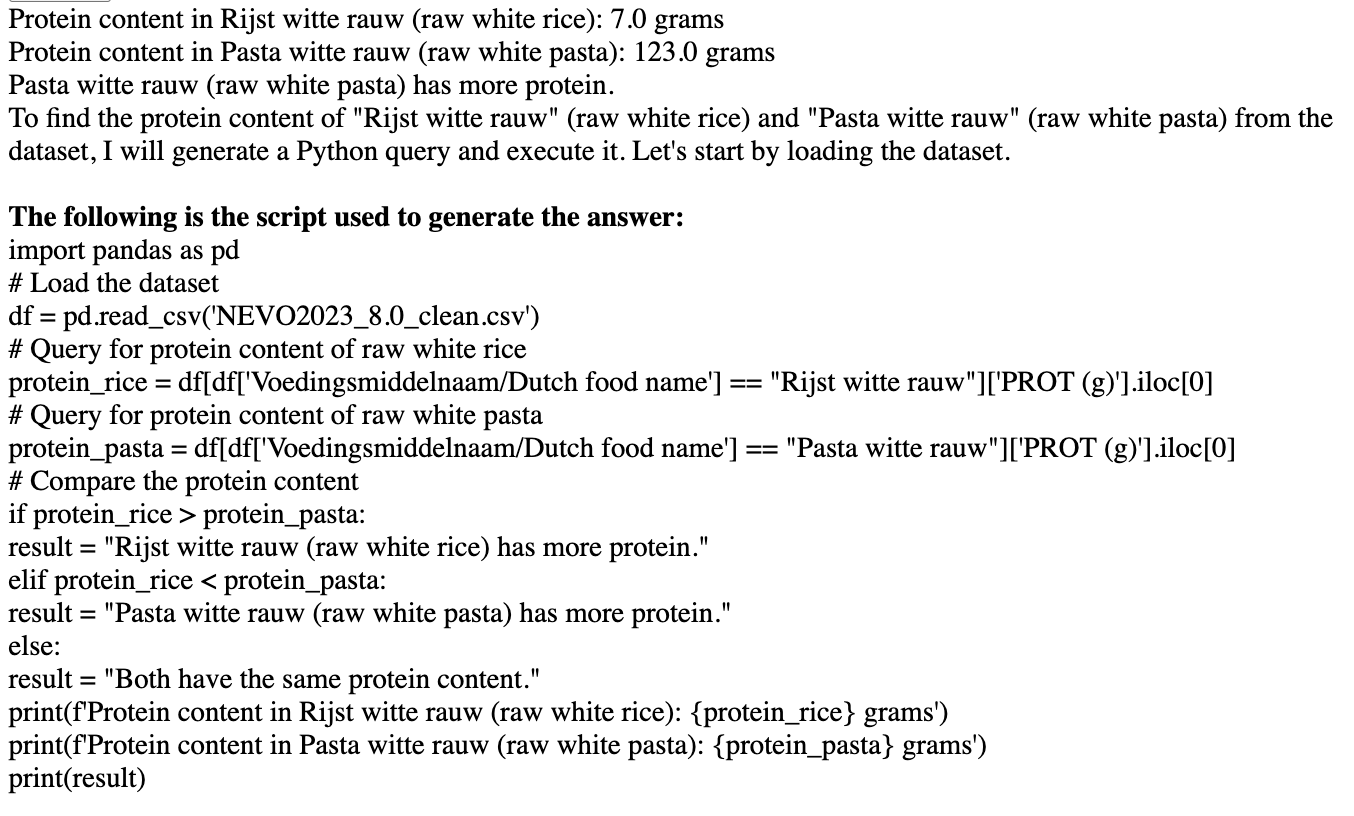 Protein content in Rijst witte rauw (raw white rice): 7.0 grams
Protein content in Pasta witte rauw (raw white pasta): 123.0 grams
Pasta witte rauw (raw white pasta) has more protein.
To find the protein content of "Rijst witte rauw" (raw white rice) and "Pasta witte rauw" (raw white pasta) from the
dataset, I will generate a Python query and execute it. Let's start by loading the dataset.
The following is the script used to generate the answer:
import pandas as pd
# Load the dataset
df = pd.read_csv('NEVO2023_8.0_clean.csv')
# Query for protein content of raw white rice
protein_rice = df[df['Voedingsmiddelnaam/Dutch food name'] == "Rijst witte rauw"]['PROT (g)'].iloc[0]
# Query for protein content of raw white pasta
protein_pasta = df[df['Voedingsmiddelnaam/Dutch food name'] == "Pasta witte rauw"]['PROT (g)'].iloc[0]
# Compare the protein content
if protein_rice > protein_pasta:
result = "Rijst witte rauw (raw white rice) has more protein."
elif protein_rice < protein_pasta:
result = "Pasta witte rauw (raw white pasta) has more protein."
else:
result = "Both have the same protein content."
print(f'Protein content in Rijst witte rauw (raw white rice): {protein_rice} grams')
print(f'Protein content in Pasta witte rauw (raw white pasta): {protein_pasta} grams')
print(result)